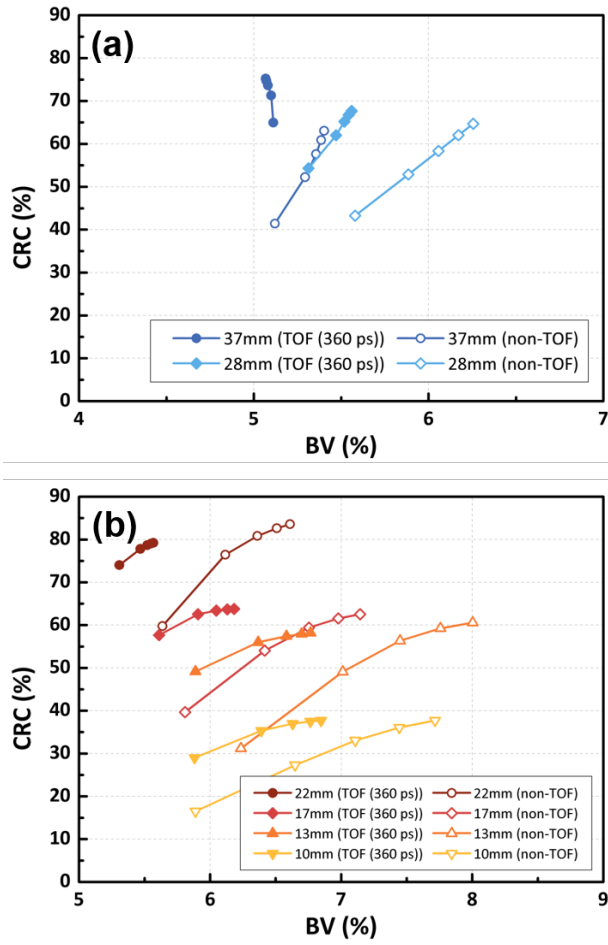 (a)
90
80
70
60
50
40
30
20
10
0
CRC (%)
37mm (TOF (360 ps)) 37mm (non-TOF)
28mm (TOF (360 ps)) 28mm (non-TOF)
4 5 6 7
BV (%)
(b)
90
80
70
60
50
40
30
20
10
0
CRC (%)
22mm (TOF (360 ps)) 22mm (non-TOF)
17mm (TOF (360 ps)) 17mm (non-TOF)
13mm (TOF (360 ps)) 13mm (non-TOF)
10mm (TOF (360 ps)) 10mm (non-TOF)
5 6 7 8 9
BV (%)